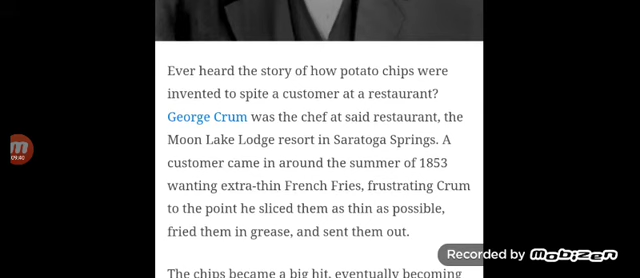 Ever heard the story of how potato chips were
invented to spite a customer at a restaurant?
George Crum was the chef at said restaurant, the
Moon Lake Lodge resort in Saratoga Springs. A
customer came in around the summer of 1853
wanting extra-thin French Fries, frustrating Crum
to the point he sliced them as thin as possible,
fried them in grease, and sent them out.
The chips became a big hit, eventually becoming
m
09:40
Recorded by mobizen